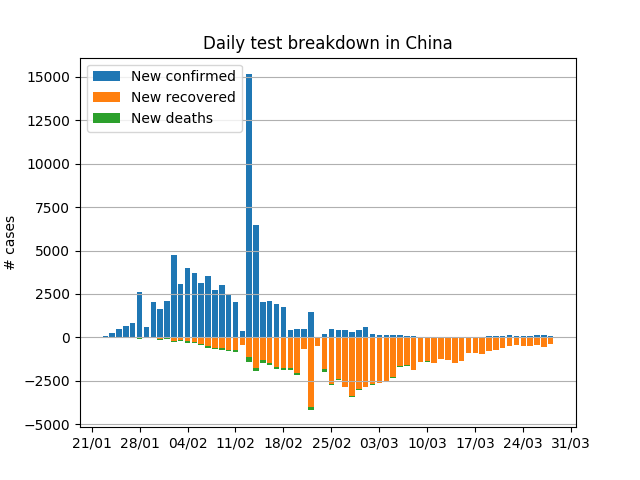 Daily test breakdown in China
New confirmed
New recovered
New deaths
# cases
15000
12500
10000
7500
5000
2500
0
−2500
−5000
21/01 28/01 04/02 11/02 18/02 25/02 03/03 10/03 17/03 24/03 31/03